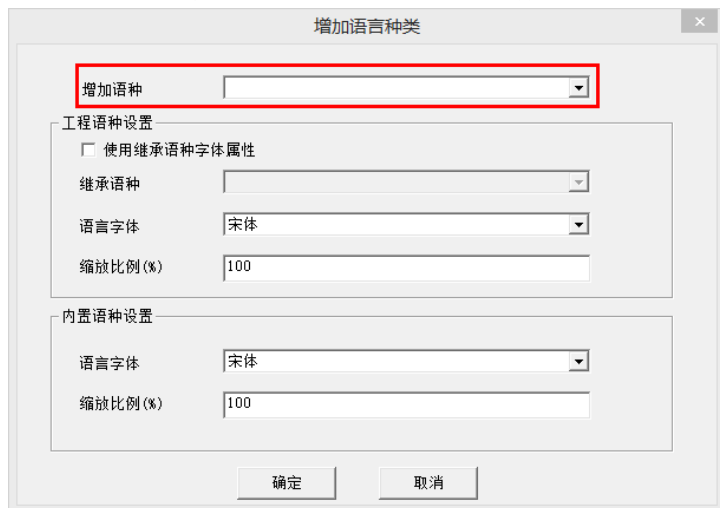 增加语言种类
增加语种
工程语种设置
使用继承语种字体属性
继承语种
语言字体 宋体
缩放比例(%) 100
内置语种设置
语言字体 宋体
缩放比例(%) 100
确定 取消